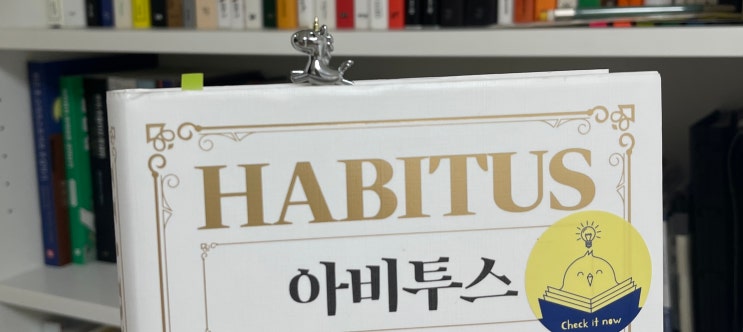 HABITUS
아비투스
Check it now